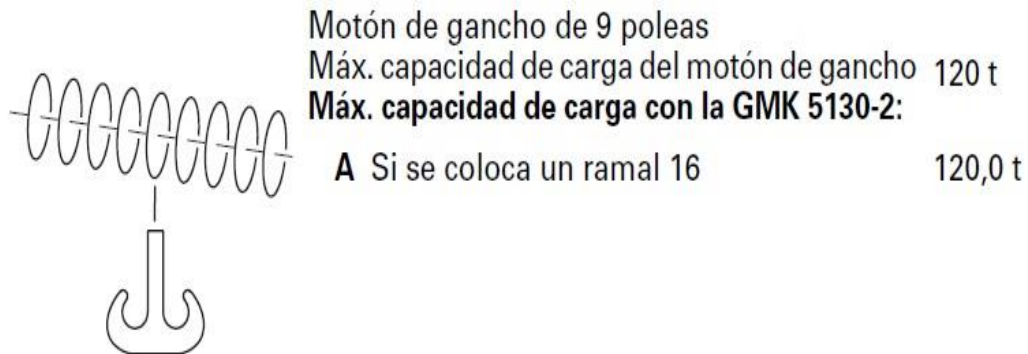 Motón de gancho de 9 poleas
Máx. capacidad de carga del motón de gancho 120 t
Máx. capacidad de carga con la GMK 5130-2:
A Si se coloca un ramal 16 120,0 t